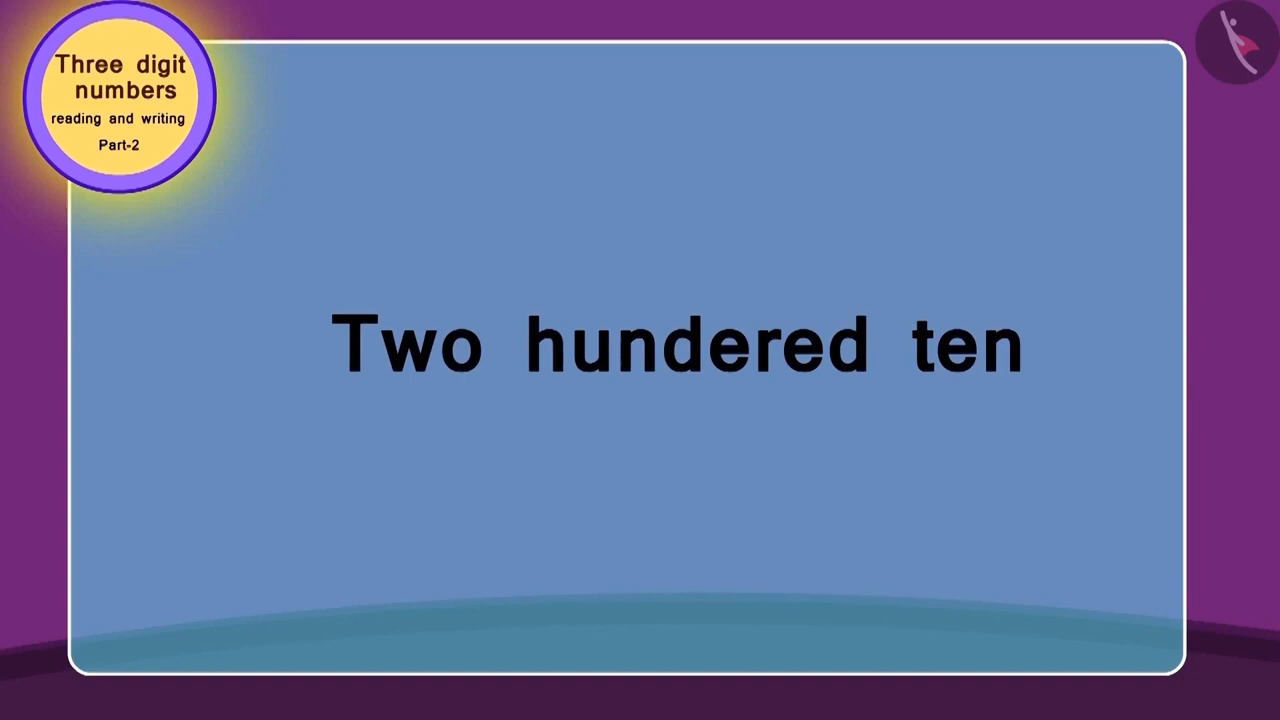 Three digit
numbers
reading and writing
Part-2
Two hundered ten